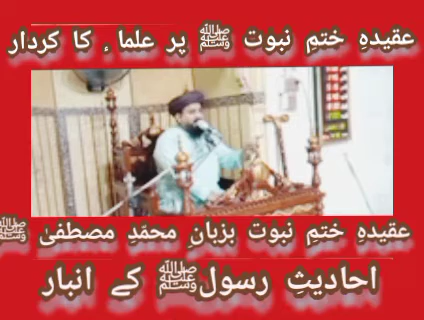 عقیدہِ ختمِ نبوت ﷺ پر علماء کا کردار
عقیدہِ ختمِ نبوت بزبانِ محمّدِ مصطفیٰ ﷺ
احادیثِ رسول ﷺ کے انبار